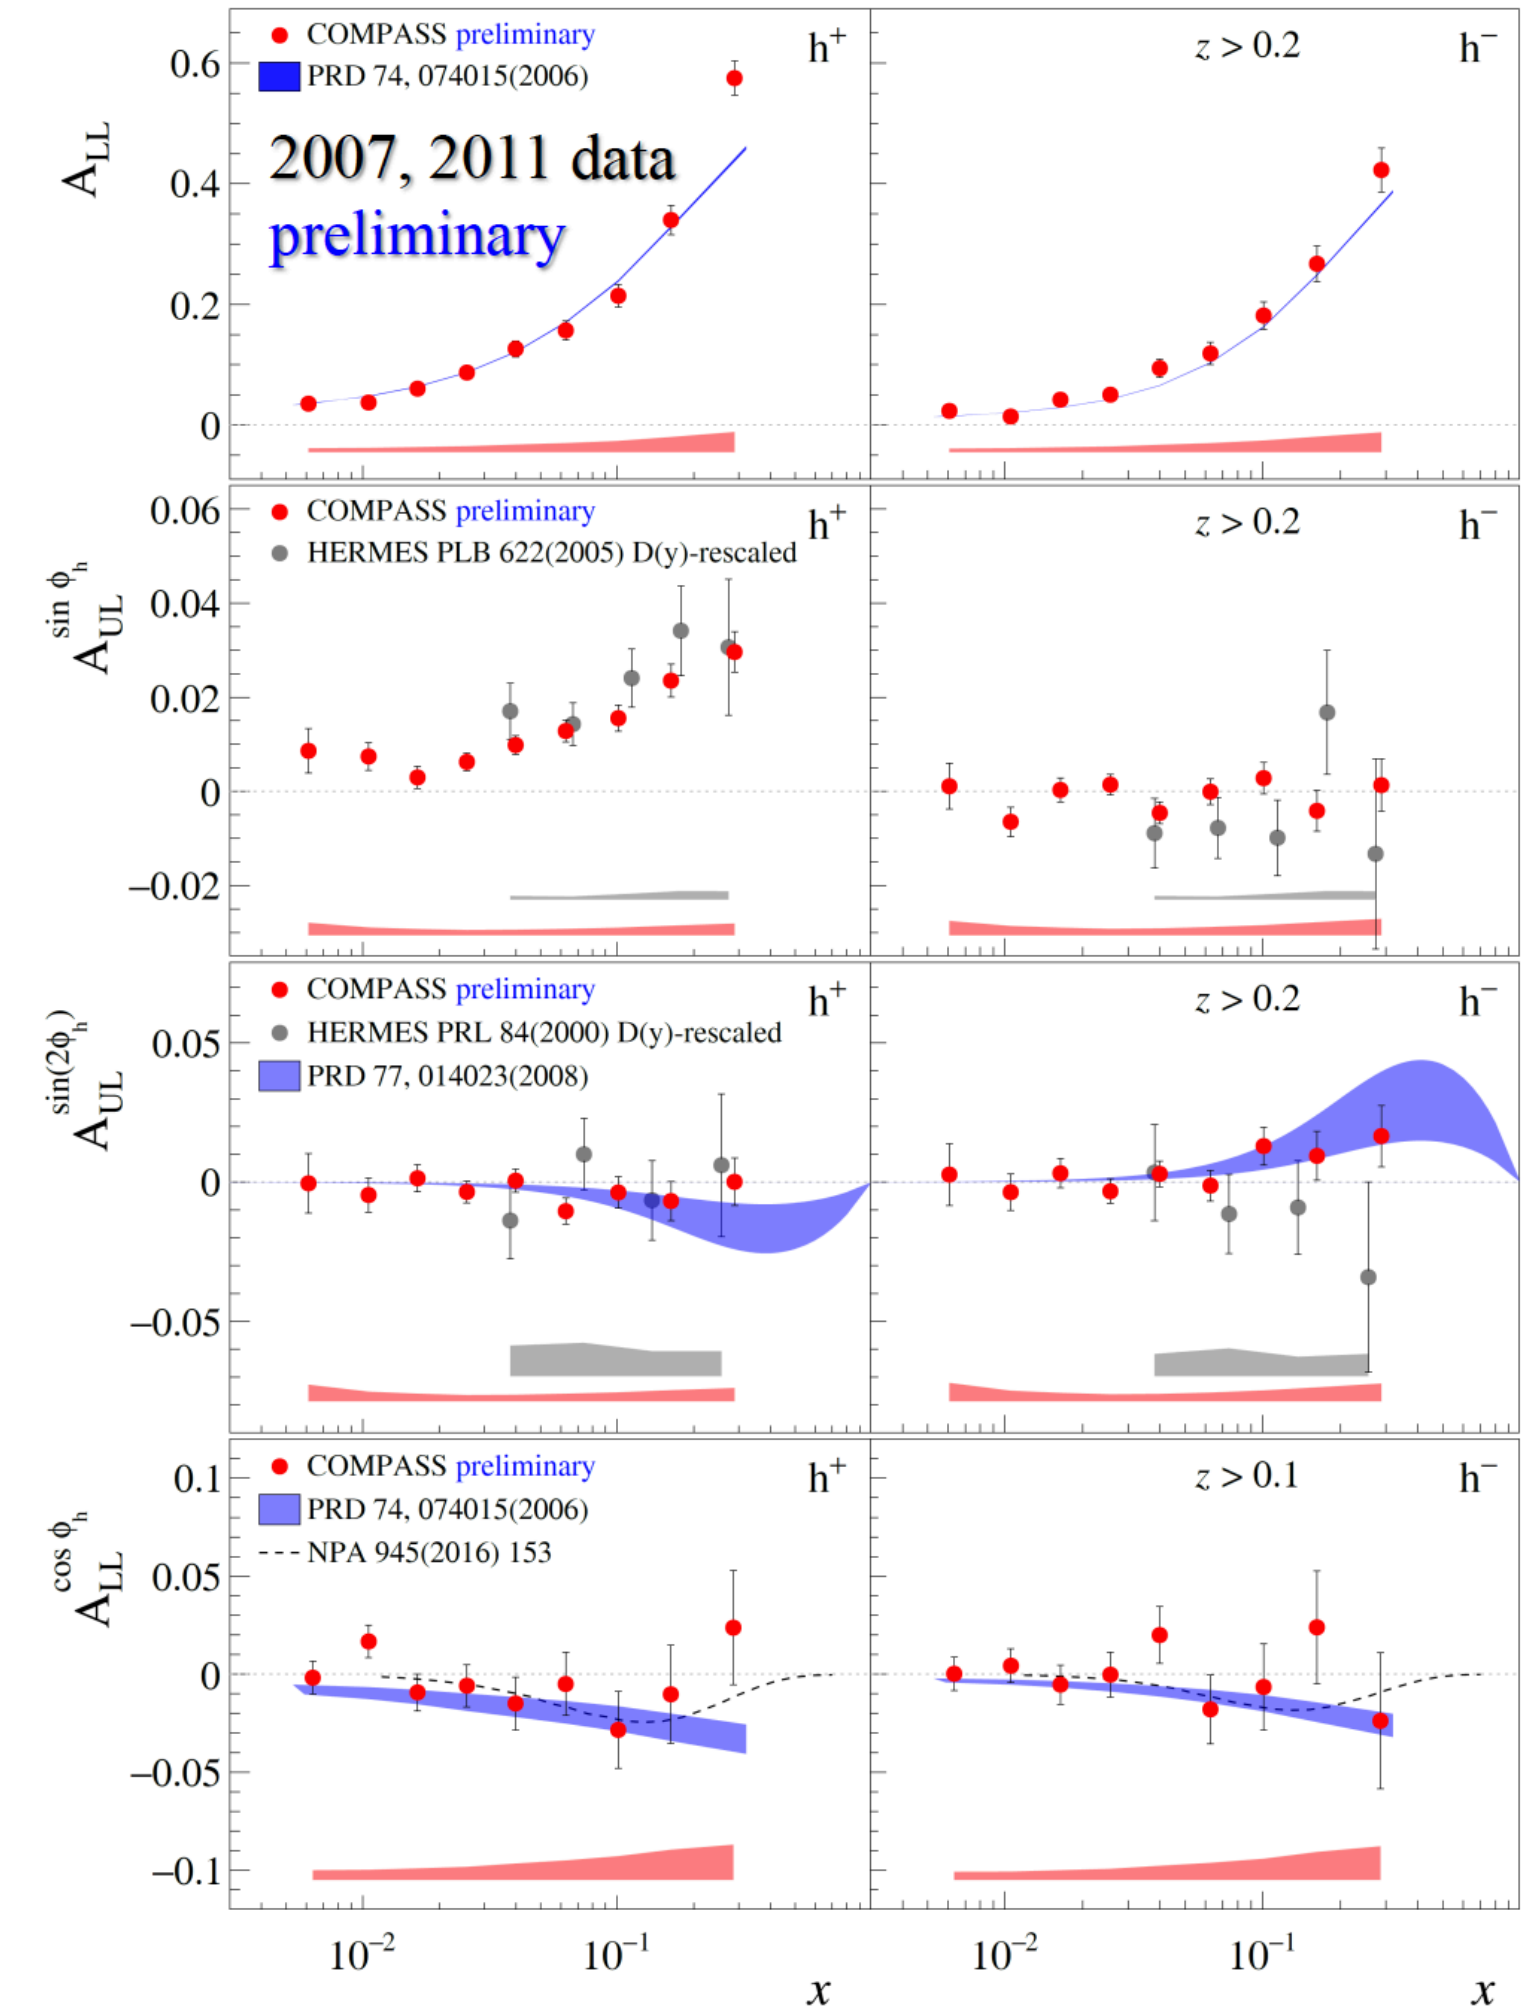 COMPASS preliminary
PRD 74, 074015(2006)
h+
z > 0.2
h−
2007, 2011 data
preliminary
A_LL
0.6
0.4
0.2
0
COMPASS preliminary
HERMES PLB 622(2005) D(y)-rescaled
h+
z > 0.2
h−
A_UL^sin ϕ_h
0.06
0.04
0.02
0
−0.02
COMPASS preliminary
HERMES PRL 84(2000) D(y)-rescaled
PRD 77, 014023(2008)
h+
z > 0.2
h−
A_UL^sin(2ϕ_h)
0.05
0
−0.05
COMPASS preliminary
PRD 74, 074015(2006)
NPA 945(2016) 153
h+
z > 0.1
h−
A_LL^cos ϕ_h
0.1
0.05
0
−0.05
−0.1
10^−2 10^−1 10^−2 10^−1
x x